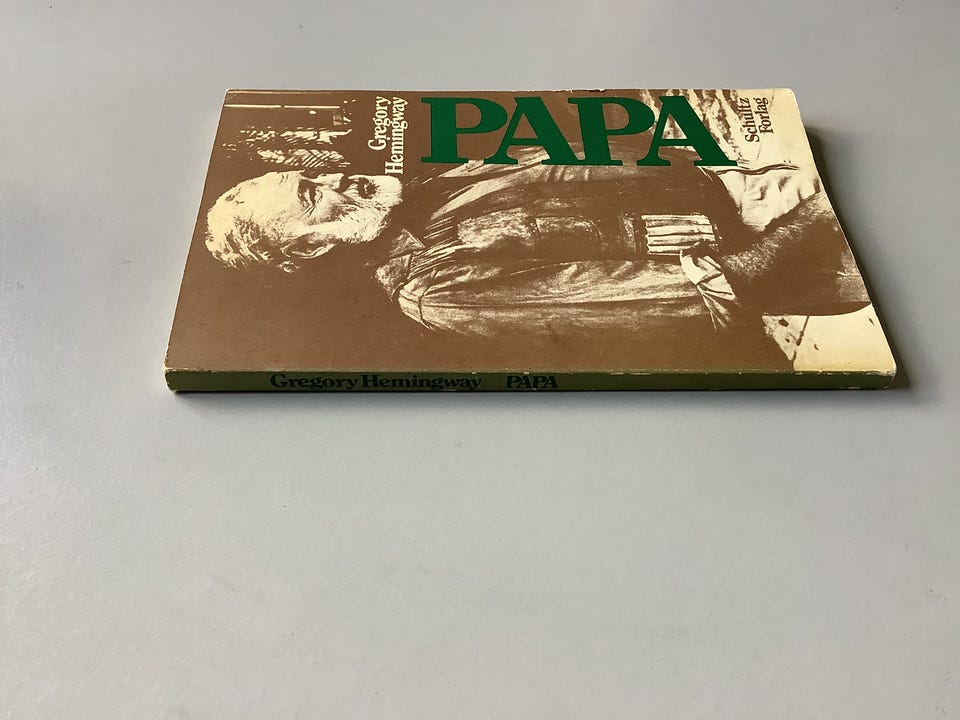 Gregory
Hemingway
PAPA
Schultz
Forlag
Gregory Hemingway PAPA